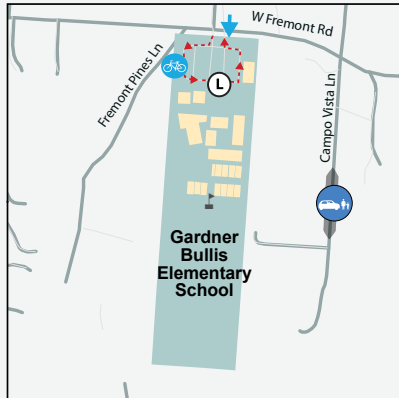 W Fremont Rd
Fremont Pines Ln
Campo Vista Ln
L
Gardner
Bullis
Elementary
School